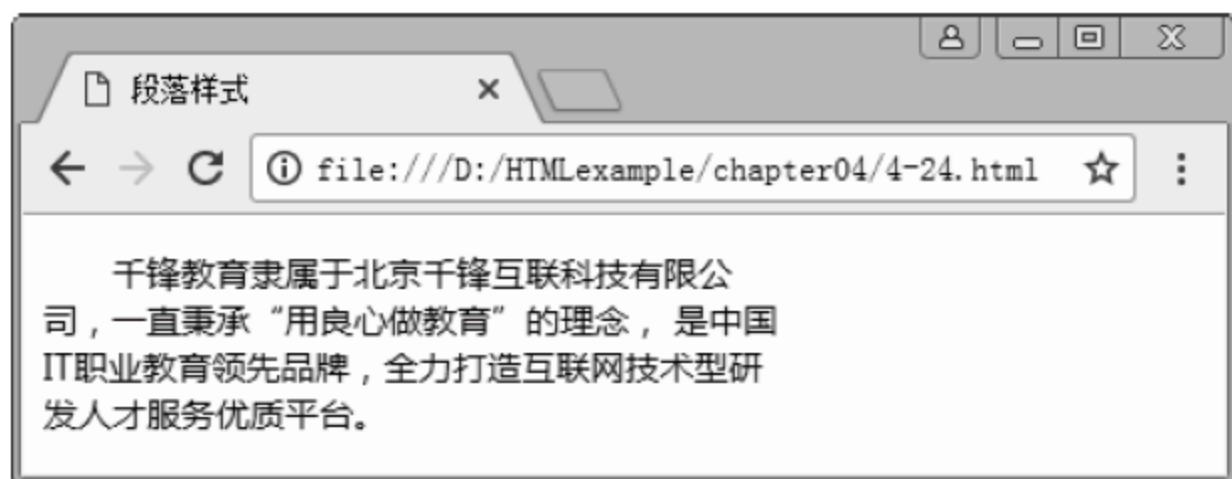 段落样式
file:///D:/HTMLexample/chapter04/4-24.html
千锋教育隶属于北京千锋互联科技有限公
司，一直秉承“用良心做教育”的理念， 是中国
IT职业教育领先品牌，全力打造互联网技术型研
发人才服务优质平台。